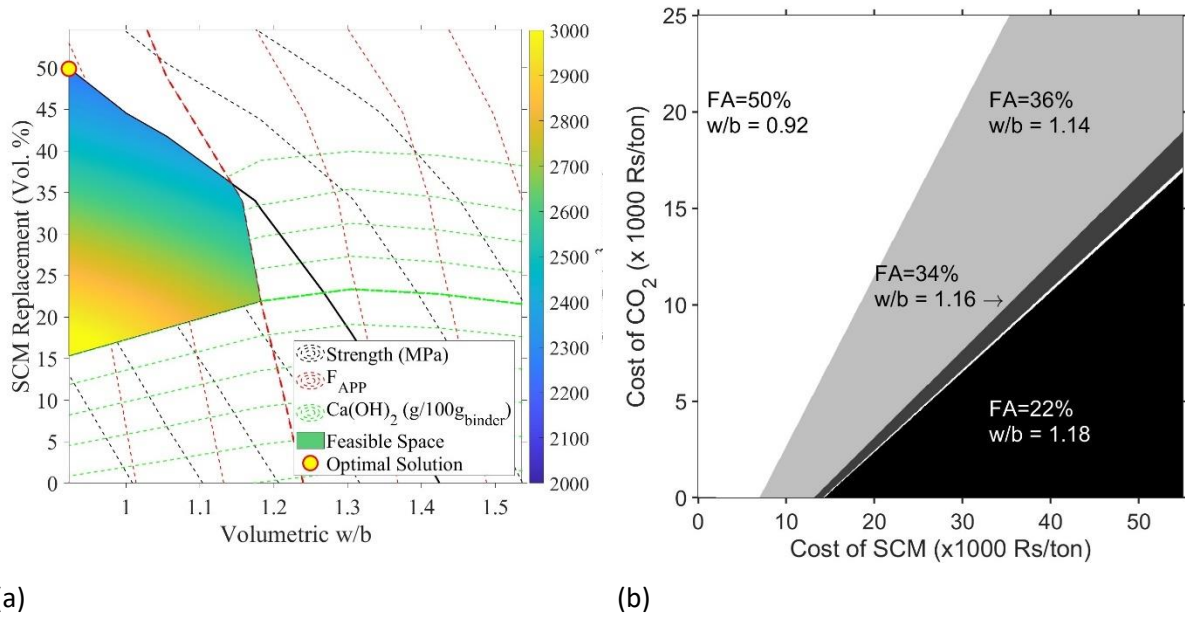 SCM Replacement (Vol. %)
50
45
40
35
30
25
20
15
10
5
0
1
1.1
1.2
1.3
1.4
1.5
Volumetric w/b
Strength (MPa)
F_APP
Ca(OH)2 (g/100g_binder)
Feasible Space
Optimal Solution
3000
2900
2800
2700
2600
2500
2400
2300
2200
2100
2000
(a)
Cost of CO2 (x 1000 Rs/ton)
25
20
15
10
5
0
FA=50%
w/b = 0.92
FA=36%
w/b = 1.14
FA=34%
w/b = 1.16 →
FA=22%
w/b = 1.18
0
10
20
30
40
50
Cost of SCM (x1000 Rs/ton)
(b)